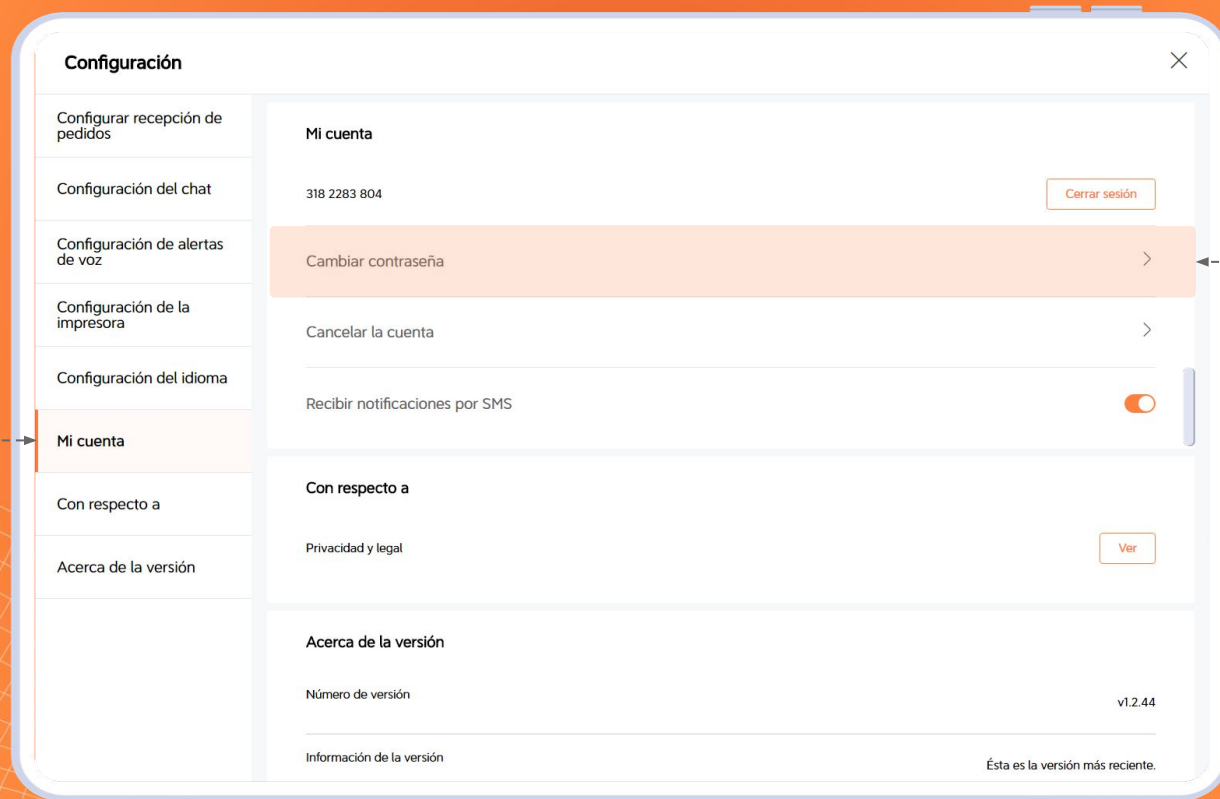 Configuración
Configurar recepción de
pedidos
Configuración del chat
Configuración de alertas
de voz
Configuración de la
impresora
Configuración del idioma
Mi cuenta
Con respecto a
Acerca de la versión
Mi cuenta
318 2283 804
Cerrar sesión
Cambiar contraseña
Cancelar la cuenta
Recibir notificaciones por SMS
Con respecto a
Privacidad y legal
Ver
Acerca de la versión
Número de versión
v1.2.44
Información de la versión
Ésta es la versión más reciente.